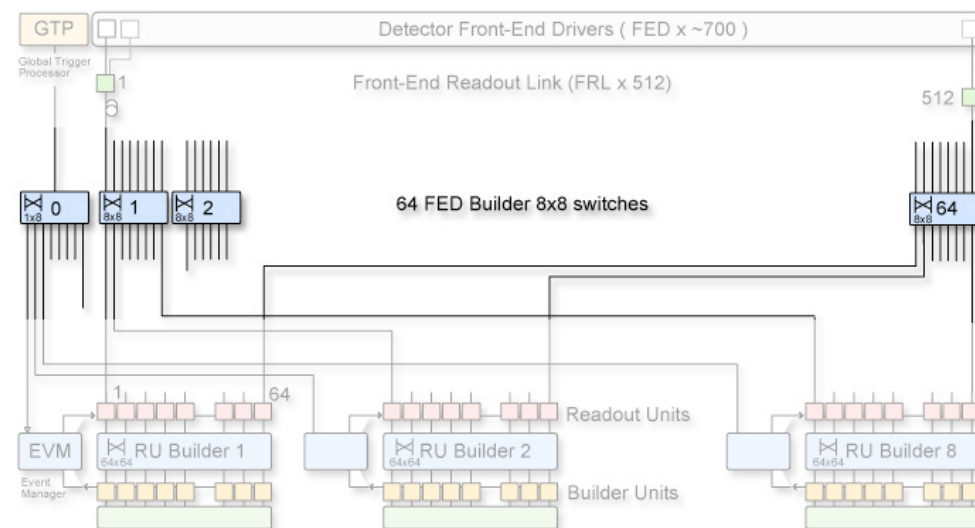 GTP
Detector Front-End Drivers ( FED x ~700 )
Global Trigger
Processor
1
Front-End Readout Link (FRL x 512)
512
0
1x8
1
8x8
2
8x8
64 FED Builder 8x8 switches
64
8x8
1
64
Readout Units
EVM
RU Builder 1
64x64
RU Builder 2
64x64
RU Builder 8
64x64
Event
Manager
Builder Units